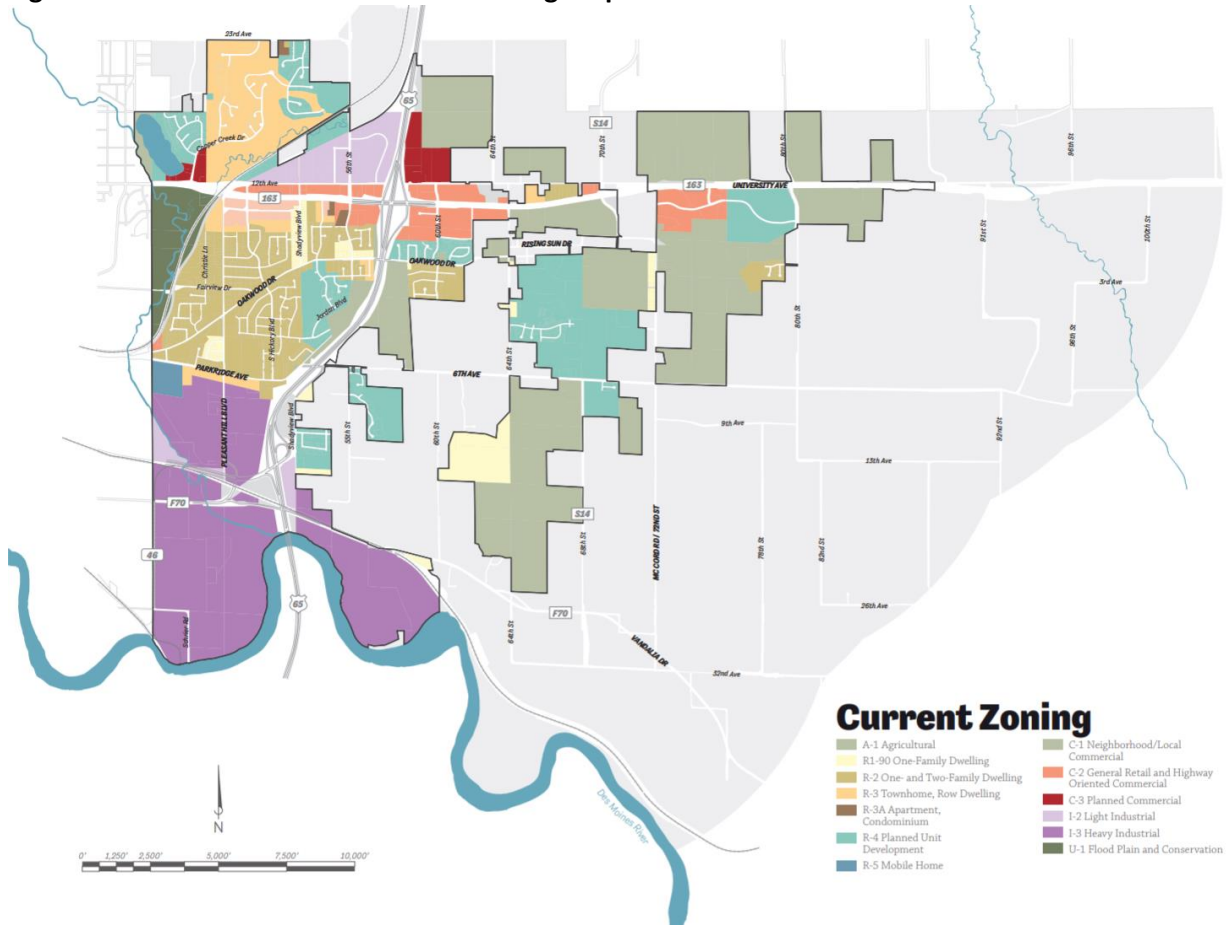 23rd Ave
65
64th St
S14
70th St
80th St
96th St
Copper Creek Dr
56th St
12th Ave
163
163
UNIVERSITY AVE
Shadyview Blvd
60th St
RISING SUN DR
OAKWOOD DR
91st St
100th St
Christie Ln
Fairview Dr
OAKWOOD DR
Jordan Blvd
3rd Ave
80th St
96th St
S Hickory Blvd
64th St
PARKRIDGE AVE
6TH AVE
PLEASANT HILL BLVD
Shadyview Blvd
55th St
60th St
9th Ave
92nd St
13th Ave
F70
S14
68th St
MC CORD RD / 72ND ST
78th St
82nd St
46
65
F70
26th Ave
64th St
VANDALIA DR
32nd Ave
Des Moines River
Current Zoning
A-1 Agricultural
R1-90 One-Family Dwelling
R-2 One- and Two-Family Dwelling
R-3 Townhome, Row Dwelling
R-3A Apartment,
Condominium
R-4 Planned Unit
Development
R-5 Mobile Home
C-1 Neighborhood/Local
Commercial
C-2 General Retail and Highway
Oriented Commercial
C-3 Planned Commercial
I-2 Light Industrial
I-3 Heavy Industrial
U-1 Flood Plain and Conservation
N
0' 1,250' 2,500' 5,000' 7,500' 10,000'